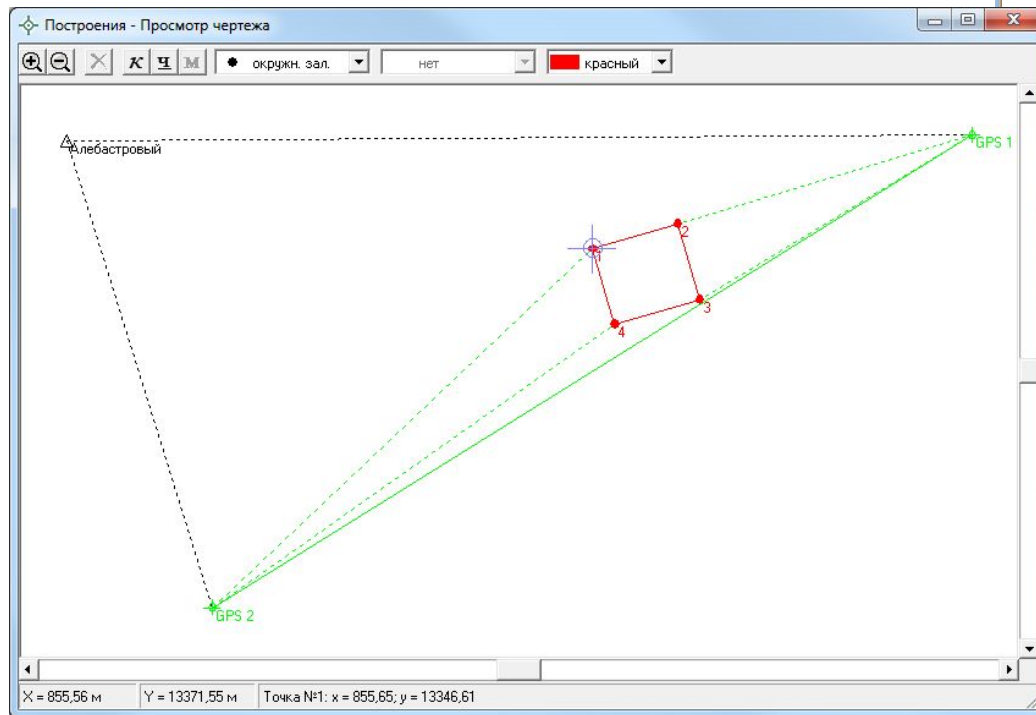 Построения - Просмотр чертежа
К Ч М окружн. зал. нет красный
Алебастровый
GPS 1
1
2
3
4
GPS 2
X = 855,56 м Y = 13371,55 м Точка №1: x = 855,65; y = 13346,61